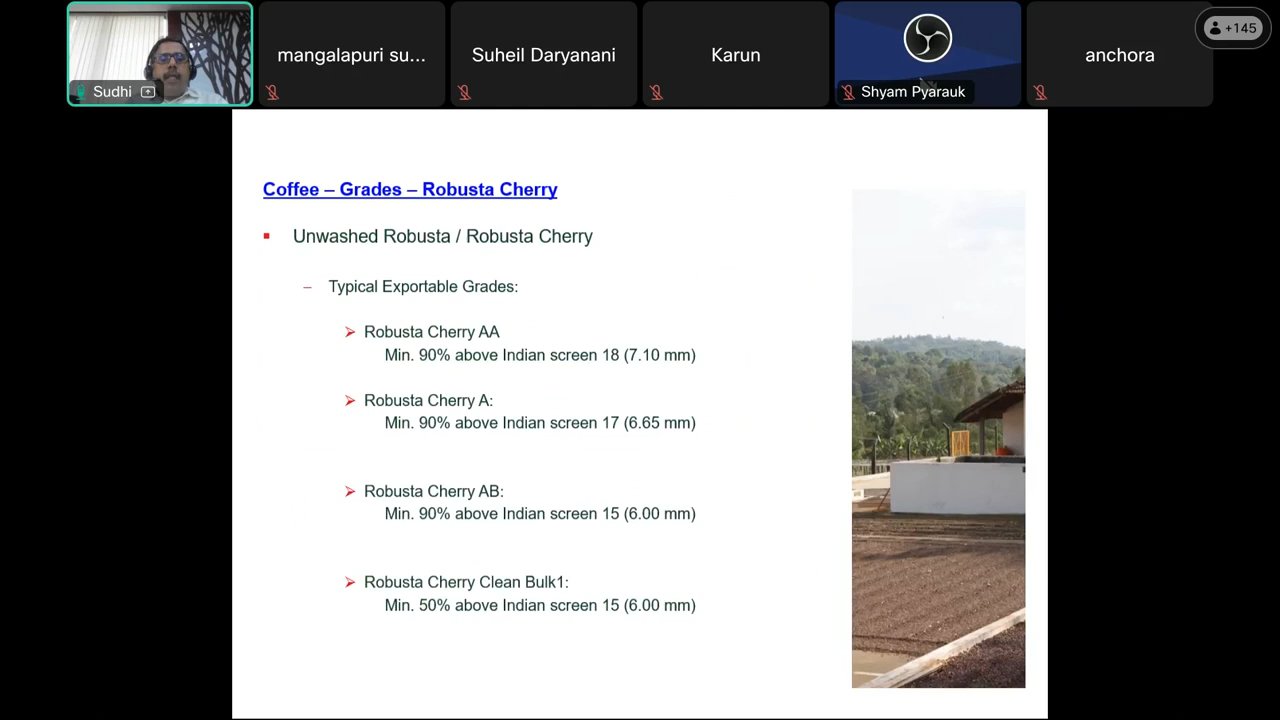 Sudhi
mangalapuri su...
Suheil Daryanani
Karun
Shyam Pyarauk
anchora
+145
Coffee – Grades – Robusta Cherry
▪ Unwashed Robusta / Robusta Cherry
– Typical Exportable Grades:
➢ Robusta Cherry AA
Min. 90% above Indian screen 18 (7.10 mm)
➢ Robusta Cherry A:
Min. 90% above Indian screen 17 (6.65 mm)
➢ Robusta Cherry AB:
Min. 90% above Indian screen 15 (6.00 mm)
➢ Robusta Cherry Clean Bulk1:
Min. 50% above Indian screen 15 (6.00 mm)